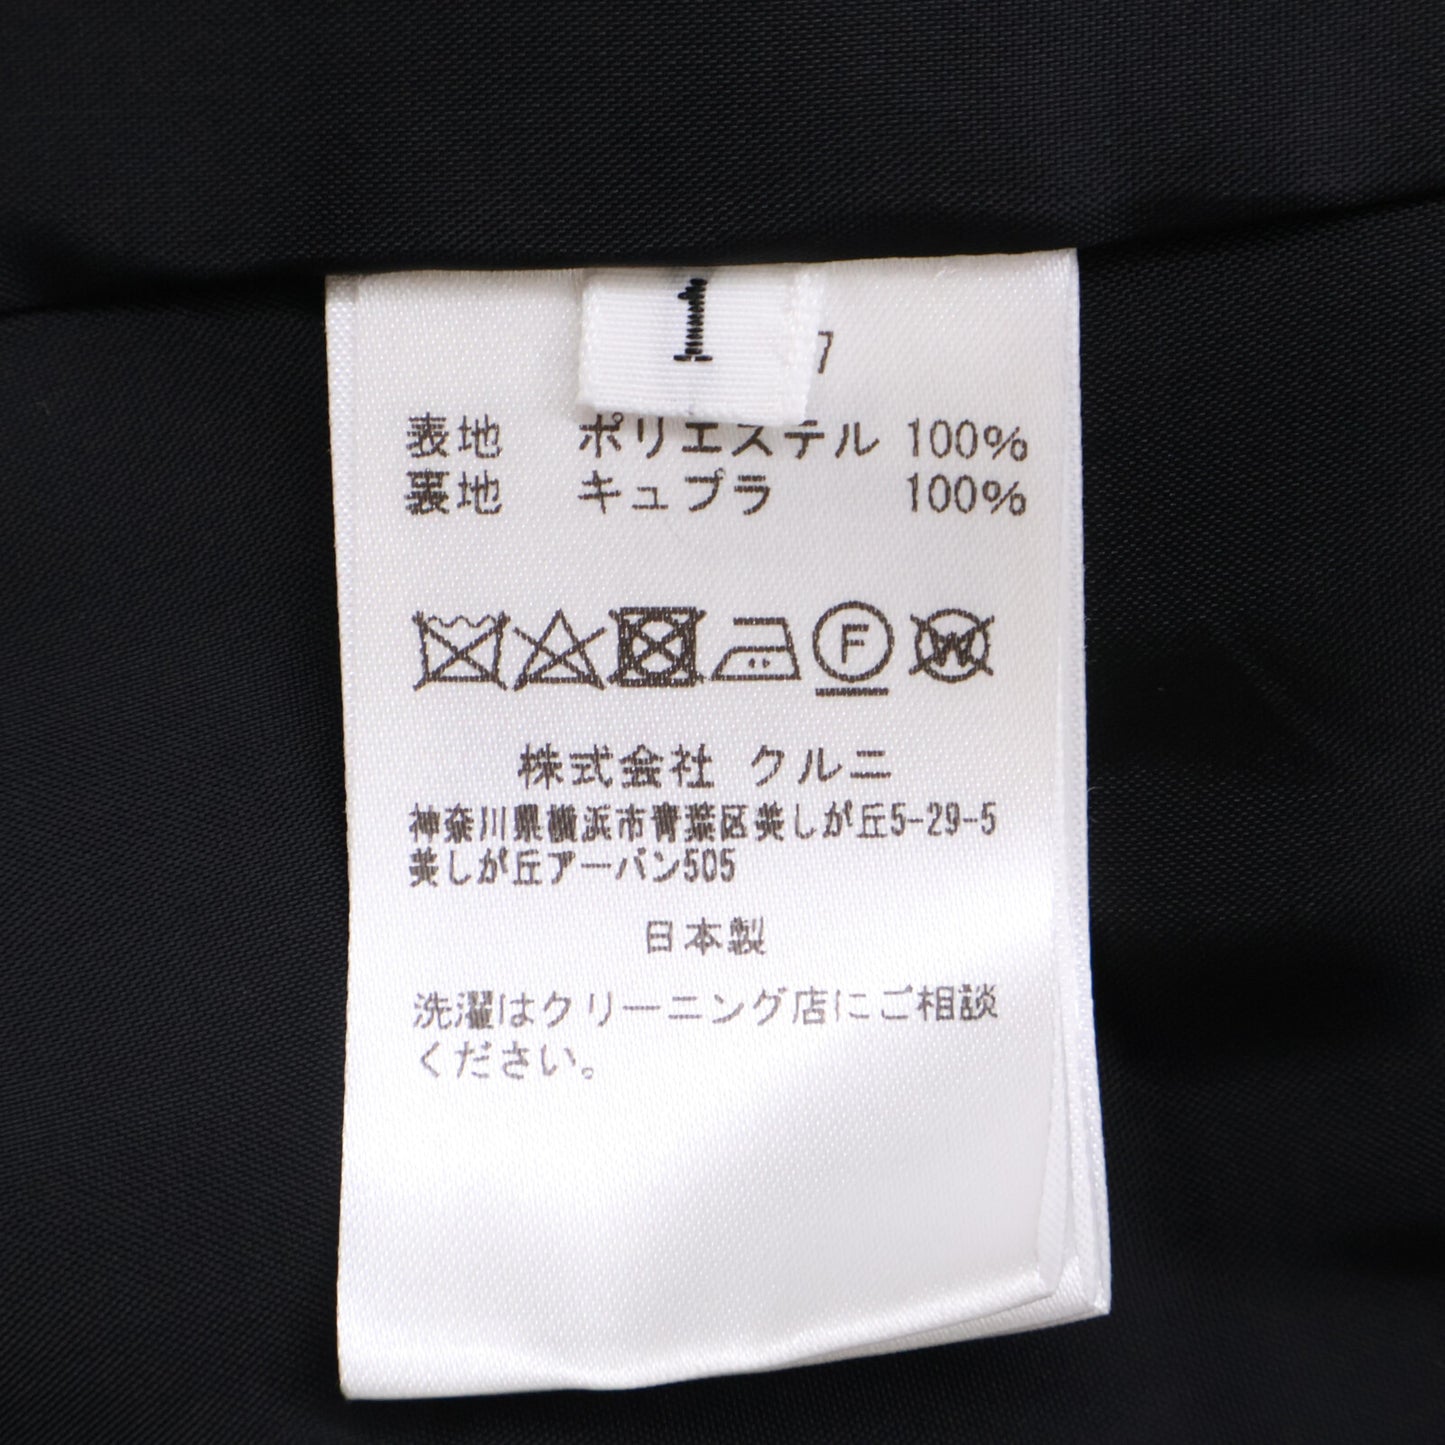 1
7
表地 ポリエステル 100%
裏地 キュプラ 100%
F W
株式会社 クルニ
神奈川県横浜市青葉区美しが丘5-29-5
美しが丘アーバン505
日本製
洗濯はクリーニング店にご相談
ください。